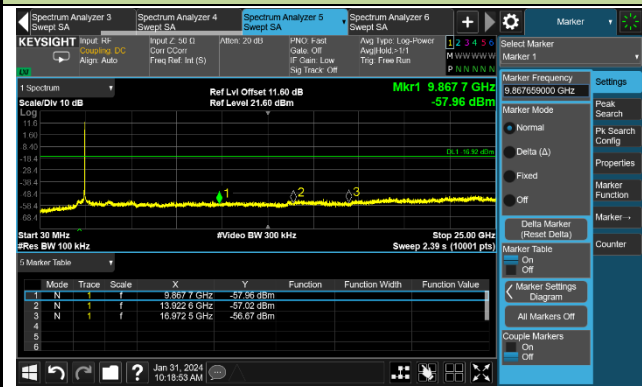 Spectrum Analyzer 3
Swept SA
Spectrum Analyzer 4
Swept SA
Spectrum Analyzer 5
Swept SA
Spectrum Analyzer 6
Swept SA
Marker
KEYSIGHT
Input: RF
Coupling: DC
Align: Auto
Input Z: 50 Ω
Corr CCorr
Freq Ref: Int (S)
Atten: 20 dB
PNO: Fast
Gate: Off
IF Gain: Low
Sig Track: Off
Avg Type: Log-Power
Avg|Hold:>1/1
Trig: Free Run
1 2 3 4 5 6
M W W W W W
P N N N N N
Select Marker
Marker 1
1 Spectrum
Scale/Div 10 dB
Log
Ref Lvl Offset 11.60 dB
Ref Level 21.60 dBm
Mkr1 9.867 7 GHz
-57.96 dBm
11.6
1.60
-8.40
-18.4
-28.4
-38.4
-48.4
-58.4
-68.4
1
2
3
Start 30 MHz
#Res BW 100 kHz
#Video BW 300 kHz
Stop 25.00 GHz
Sweep 2.39 s (10001 pts)
5 Marker Table
Mode Trace Scale X Y Function Function Width Function Value
1 N 1 f 9.867 7 GHz -57.96 dBm
2 N 1 f 13.922 6 GHz -57.02 dBm
3 N 1 f 16.972 5 GHz -56.67 dBm
4
5
6
Marker Frequency
9.867659000 GHz
Marker Mode
Normal
Delta (Δ)
Fixed
Off
Delta Marker
(Reset Delta)
Marker Table
On
Off
Marker Settings
Diagram
All Markers Off
Couple Markers
On
Off
Settings
Peak
Search
Pk Search
Config
Properties
Marker
Function
Marker→
Counter
?
Jan 31, 2024
10:18:53 AM